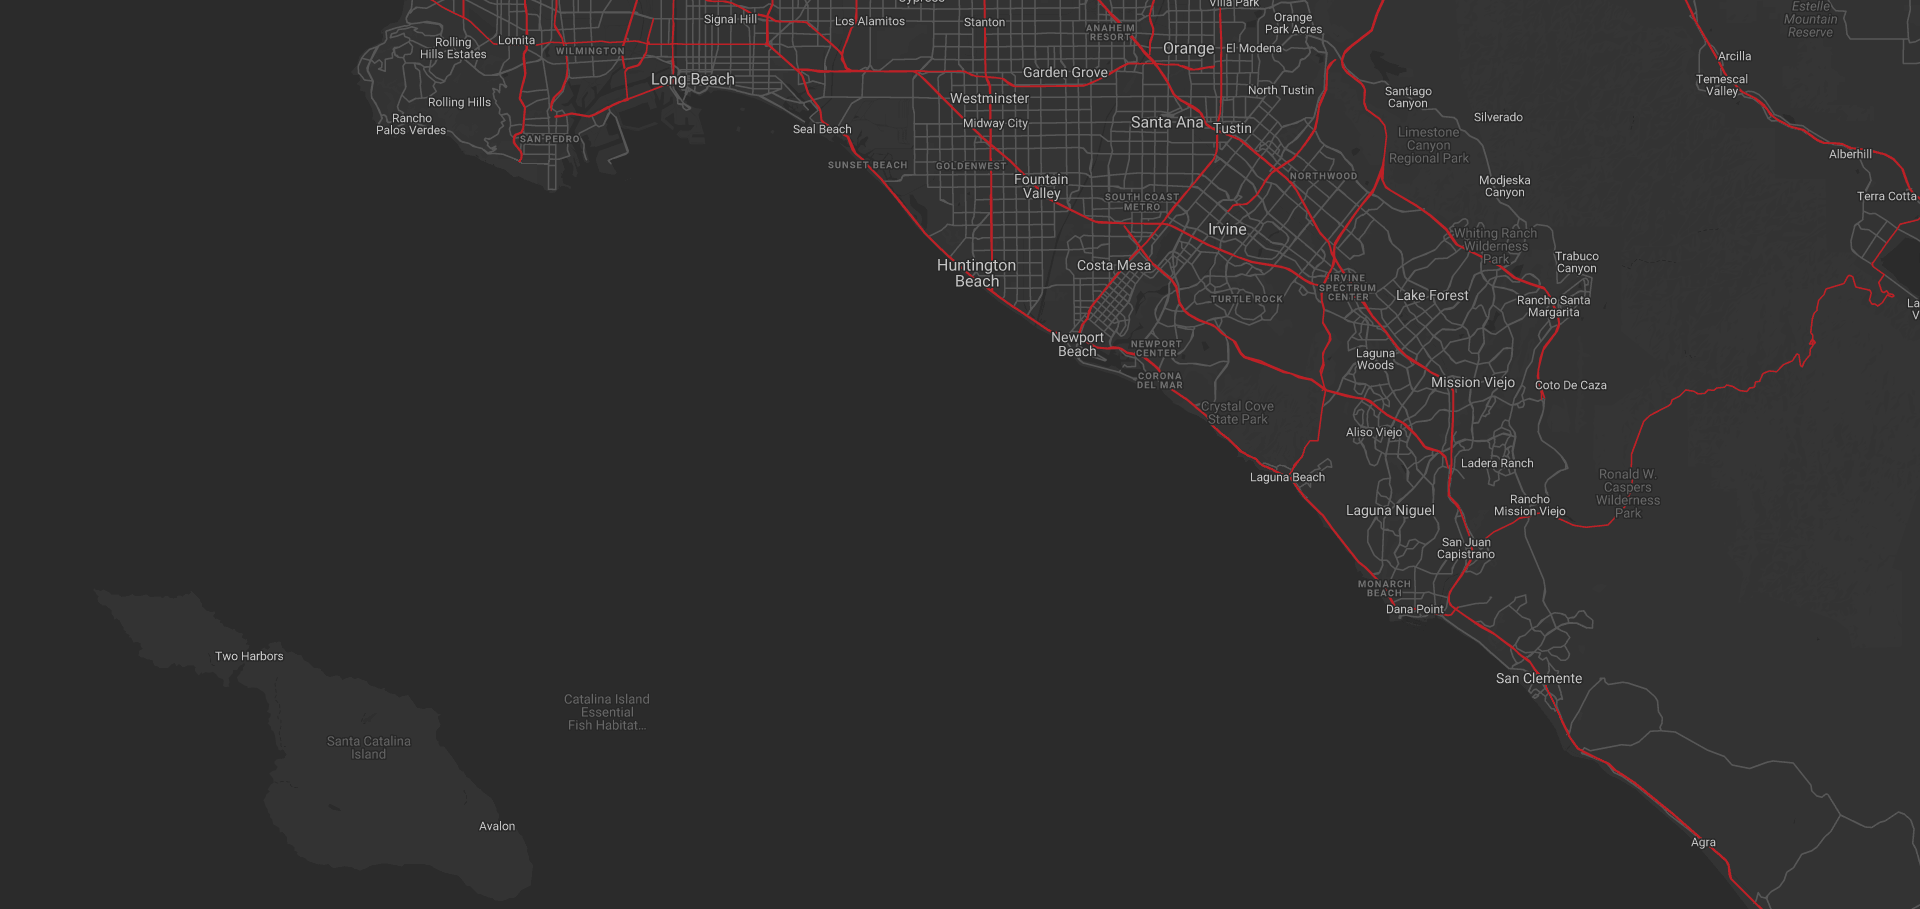 Cypress
Villa Park
Estelle
Mountain
Reserve
Signal Hill
Los Alamitos
Stanton
ANAHEIM
RESORT
Orange
Park Acres
Rolling
Hills Estates
Lomita
WILMINGTON
Orange
El Modena
Arcilla
Long Beach
Garden Grove
Temescal
Valley
Rolling Hills
Westminster
North Tustin
Santiago
Canyon
Rancho
Palos Verdes
SAN PEDRO
Seal Beach
Midway City
Santa Ana
Tustin
Silverado
Limestone
Canyon
Regional Park
Alberhill
SUNSET BEACH
GOLDENWEST
Fountain
Valley
NORTHWOOD
Modjeska
Canyon
SOUTH COAST
METRO
Terra Cotta
Irvine
Whiting Ranch
Wilderness
Park
Huntington
Beach
Costa Mesa
Trabuco
Canyon
IRVINE
SPECTRUM
CENTER
TURTLE ROCK
Lake Forest
Rancho Santa
Margarita
La
V
Newport
Beach
NEWPORT
CENTER
Laguna
Woods
CORONA
DEL MAR
Mission Viejo
Coto De Caza
Crystal Cove
State Park
Aliso Viejo
Laguna Beach
Ladera Ranch
Ronald W.
Caspers
Wilderness
Park
Laguna Niguel
Rancho
Mission Viejo
San Juan
Capistrano
MONARCH
BEACH
Dana Point
Two Harbors
San Clemente
Catalina Island
Essential
Fish Habitat...
Santa Catalina
Island
Avalon
Agra